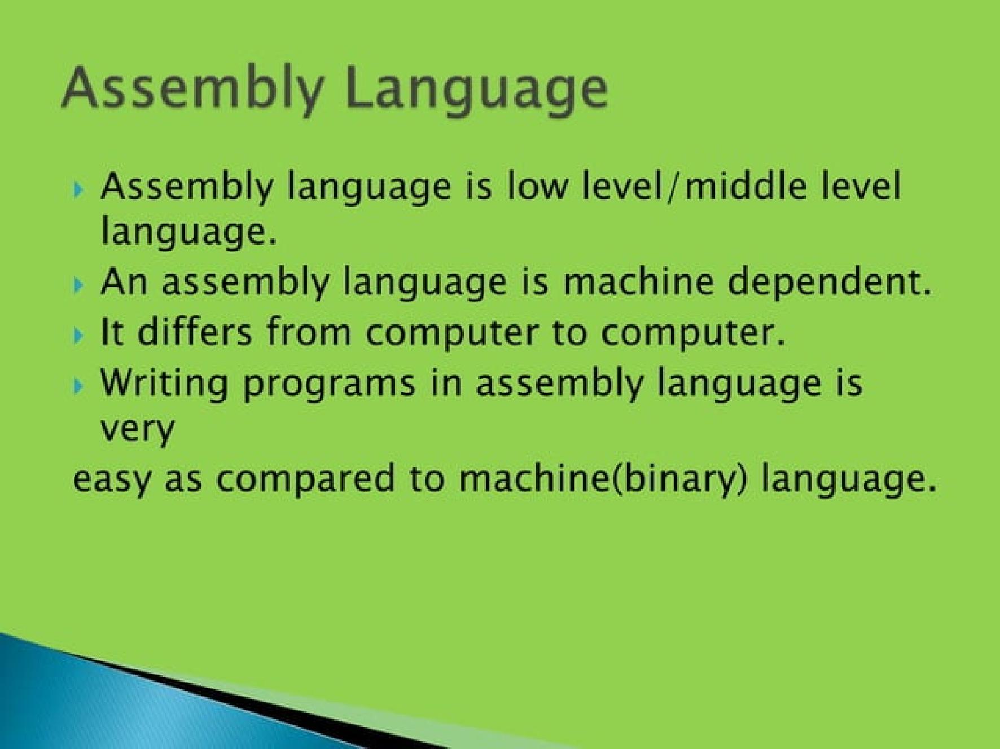 Assembly Language
Assembly language is low level/middle level
language.
An assembly language is machine dependent.
It differs from computer to computer.
Writing programs in assembly language is
very
easy as compared to machine(binary) language.